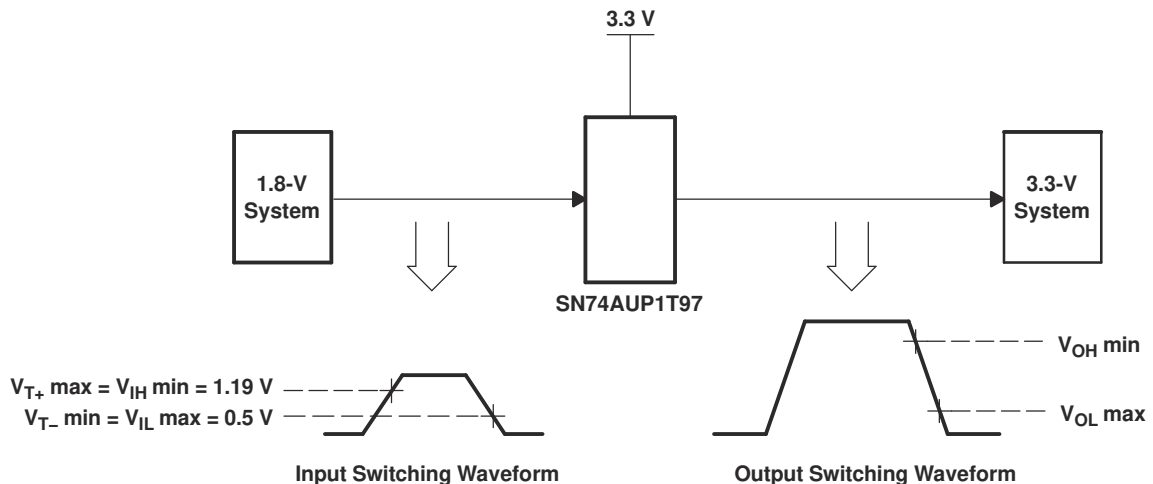 3.3 V
1.8-V
System
3.3-V
System
SN74AUP1T97
VT+ max = VIH min = 1.19 V
VT– min = VIL max = 0.5 V
VOH min
VOL max
Input Switching Waveform
Output Switching Waveform